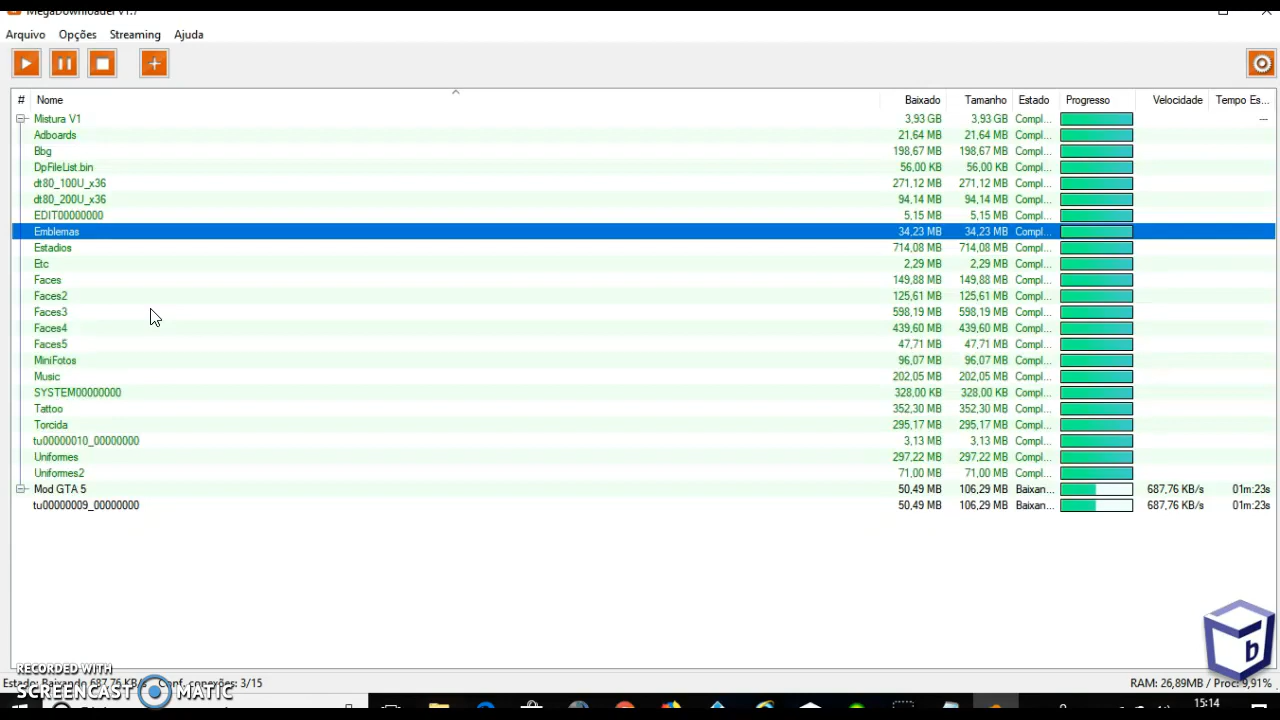 MegaDownloader v1.7
Arquivo Opções Streaming Ajuda
# Nome Baixado Tamanho Estado Progresso Velocidade Tempo Es...
Mistura V1 3,93 GB 3,93 GB Compl... ---
Adboards 21,64 MB 21,64 MB Compl...
Bbg 198,67 MB 198,67 MB Compl...
DpFileList.bin 56,00 KB 56,00 KB Compl...
dt80_100U_x36 271,12 MB 271,12 MB Compl...
dt80_200U_x36 94,14 MB 94,14 MB Compl...
EDIT00000000 5,15 MB 5,15 MB Compl...
Emblemas 34,23 MB 34,23 MB Compl...
Estadios 714,08 MB 714,08 MB Compl...
Etc 2,29 MB 2,29 MB Compl...
Faces 149,88 MB 149,88 MB Compl...
Faces2 125,61 MB 125,61 MB Compl...
Faces3 598,19 MB 598,19 MB Compl...
Faces4 439,60 MB 439,60 MB Compl...
Faces5 47,71 MB 47,71 MB Compl...
MiniFotos 96,07 MB 96,07 MB Compl...
Music 202,05 MB 202,05 MB Compl...
SYSTEM00000000 328,00 KB 328,00 KB Compl...
Tattoo 352,30 MB 352,30 MB Compl...
Torcida 295,17 MB 295,17 MB Compl...
tu00000010_00000000 3,13 MB 3,13 MB Compl...
Uniformes 297,22 MB 297,22 MB Compl...
Uniformes2 71,00 MB 71,00 MB Compl...
Mod GTA 5 50,49 MB 106,29 MB Baixan... 687,76 KB/s 01m:23s
tu00000009_00000000 50,49 MB 106,29 MB Baixan... 687,76 KB/s 01m:23s
b
RECORDED WITH
Estado: Baixando 687,76 KB/s Conf. conexões: 3/15 RAM: 26,89MB / Proc: 9,91%
SCREENCAST MATIC
15:14